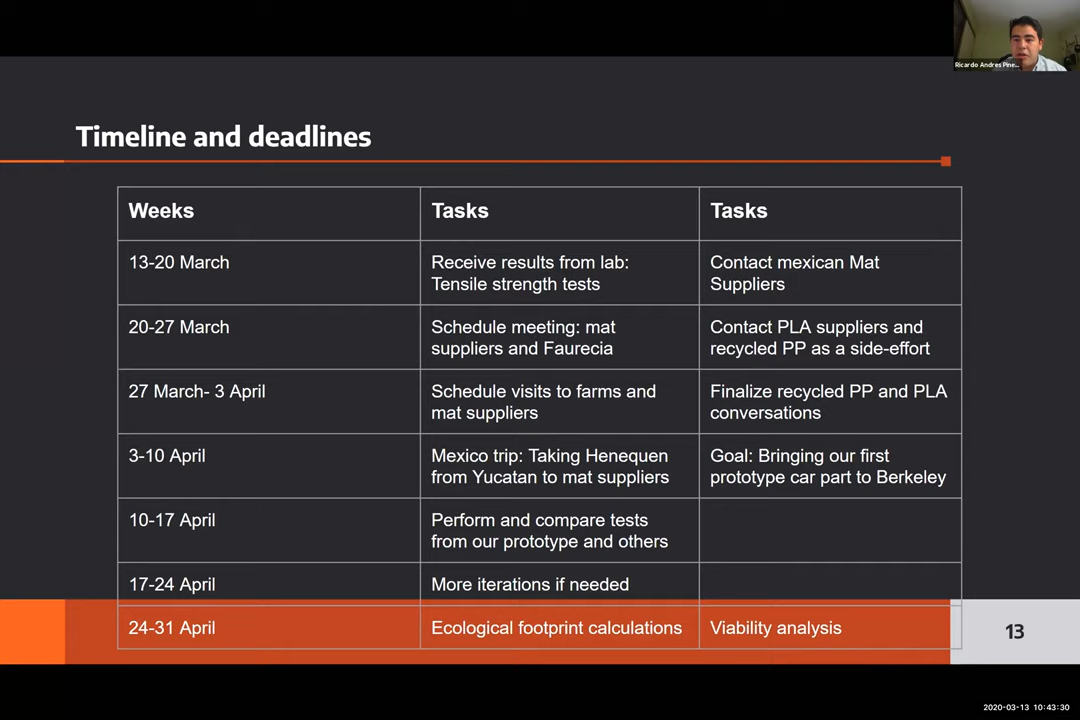 Ricardo Andres Pine...
Timeline and deadlines
Weeks
Tasks
Tasks
13-20 March
Receive results from lab:
Tensile strength tests
Contact mexican Mat
Suppliers
20-27 March
Schedule meeting: mat
suppliers and Faurecia
Contact PLA suppliers and
recycled PP as a side-effort
27 March- 3 April
Schedule visits to farms and
mat suppliers
Finalize recycled PP and PLA
conversations
3-10 April
Mexico trip: Taking Henequen
from Yucatan to mat suppliers
Goal: Bringing our first
prototype car part to Berkeley
10-17 April
Perform and compare tests
from our prototype and others
17-24 April
More iterations if needed
24-31 April
Ecological footprint calculations
Viability analysis
13
2020-03-13 10:43:30